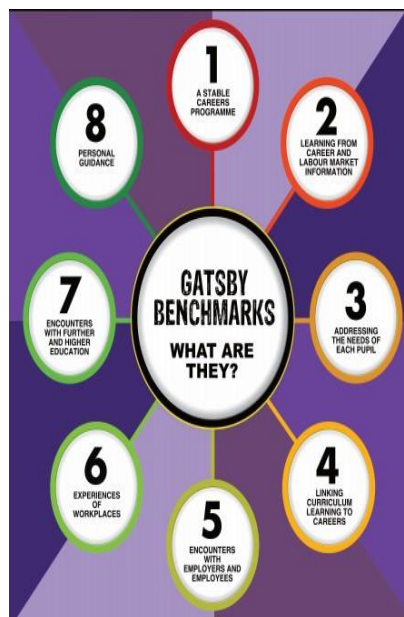 GATSBY
BENCHMARKS
WHAT ARE
THEY?
1
A STABLE
CAREERS
PROGRAMME
2
LEARNING FROM
CAREER AND
LABOUR MARKET
INFORMATION
3
ADDRESSING
THE NEEDS OF
EACH PUPIL
4
LINKING
CURRICULUM
LEARNING TO
CAREERS
5
ENCOUNTERS
WITH
EMPLOYERS AND
EMPLOYEES
6
EXPERIENCES
OF
WORKPLACES
7
ENCOUNTERS
WITH FURTHER
AND HIGHER
EDUCATION
8
PERSONAL
GUIDANCE